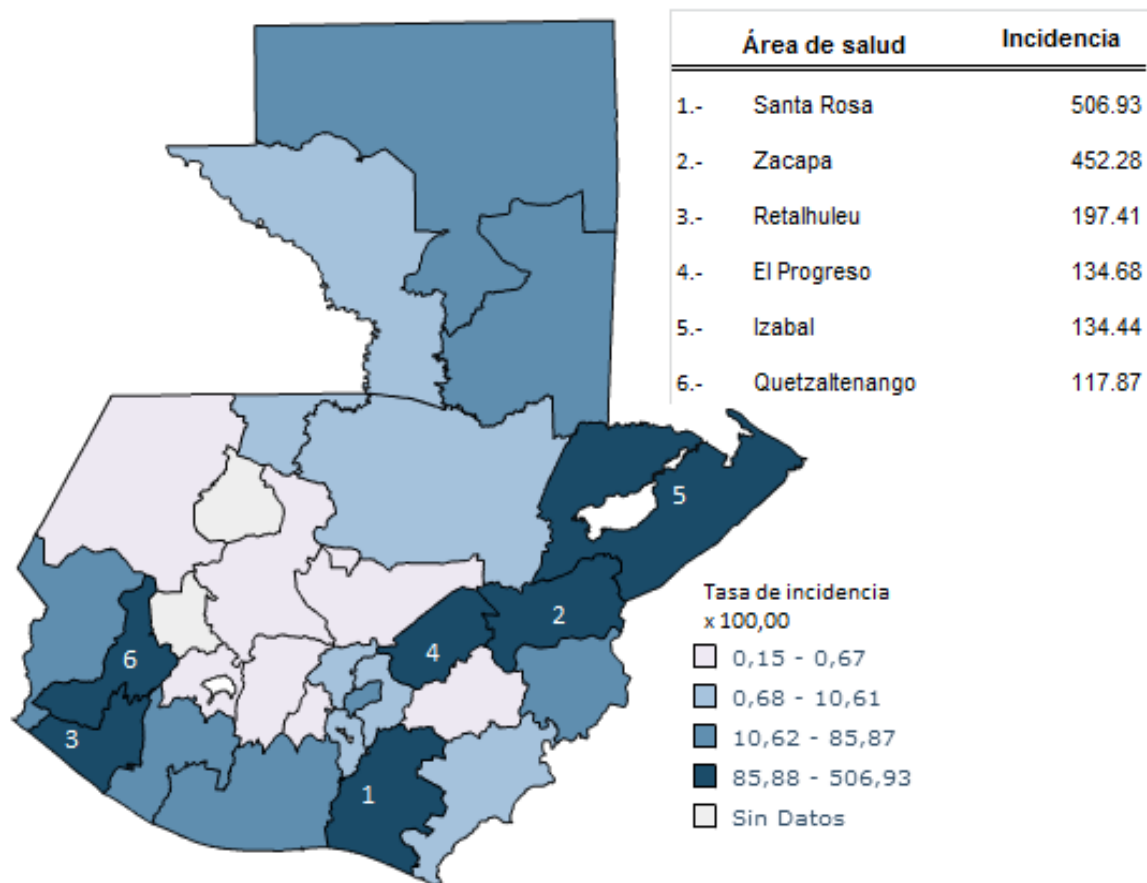 Área de salud Incidencia
1.- Santa Rosa 506.93
2.- Zacapa 452.28
3.- Retalhuleu 197.41
4.- El Progreso 134.68
5.- Izabal 134.44
6.- Quetzaltenango 117.87
5
2
4
6
3
1
Tasa de incidencia
x 100,00
0,15 - 0,67
0,68 - 10,61
10,62 - 85,87
85,88 - 506,93
Sin Datos